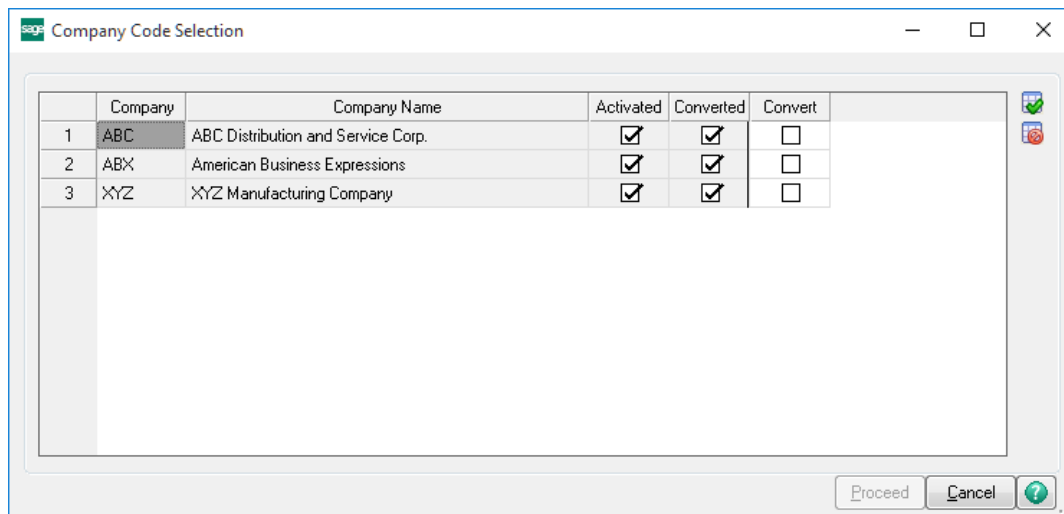 sage Company Code Selection
Company Company Name Activated Converted Convert
1 ABC ABC Distribution and Service Corp.
2 ABX American Business Expressions
3 XYZ XYZ Manufacturing Company
Proceed Cancel ?